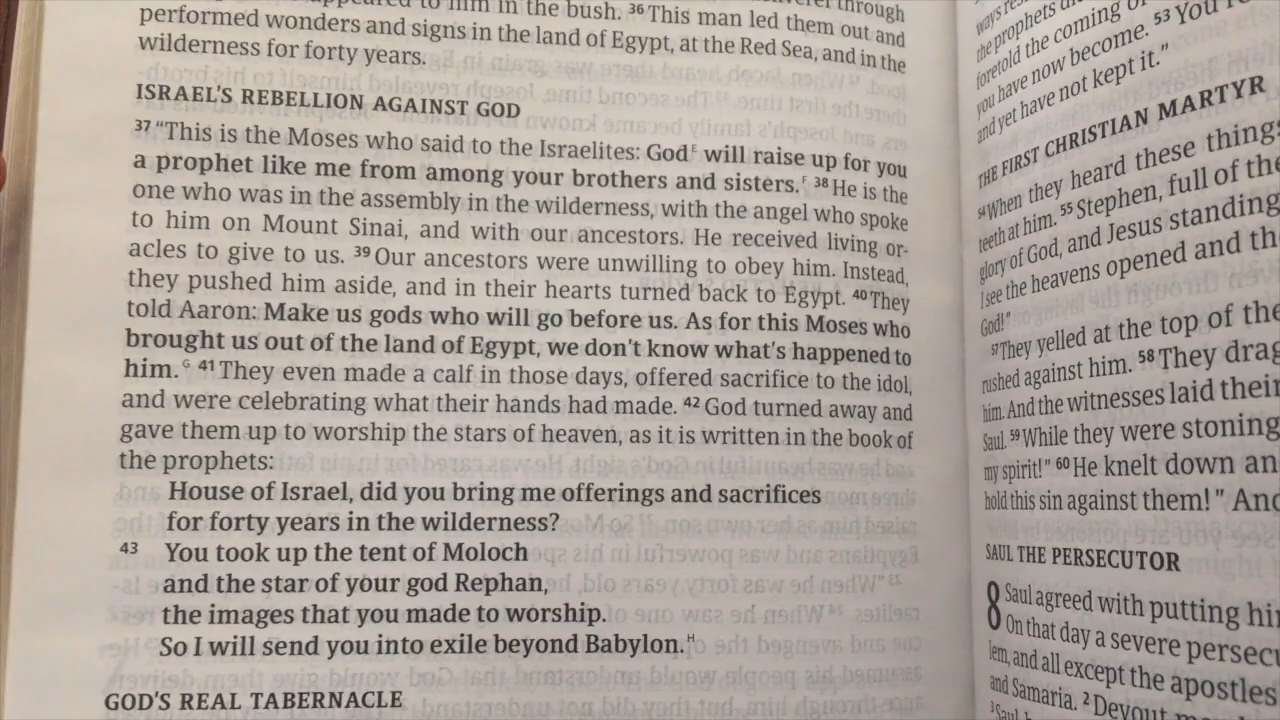 to him in the bush. 36 This man led them out and
performed wonders and signs in the land of Egypt, at the Red Sea, and in the
wilderness for forty years.
ISRAEL'S REBELLION AGAINST GOD
37 “This is the Moses who said to the Israelites: GodE will raise up for you
a prophet like me from among your brothers and sisters.F 38 He is the
one who was in the assembly in the wilderness, with the angel who spoke
to him on Mount Sinai, and with our ancestors. He received living or-
acles to give to us. 39 Our ancestors were unwilling to obey him. Instead,
they pushed him aside, and in their hearts turned back to Egypt. 40 They
told Aaron: Make us gods who will go before us. As for this Moses who
brought us out of the land of Egypt, we don't know what's happened to
him.G 41 They even made a calf in those days, offered sacrifice to the idol,
and were celebrating what their hands had made. 42 God turned away and
gave them up to worship the stars of heaven, as it is written in the book of
the prophets:
House of Israel, did you bring me offerings and sacrifices
for forty years in the wilderness?
43 You took up the tent of Moloch
and the star of your god Rephan,
the images that you made to worship.
So I will send you into exile beyond Babylon.H
GOD'S REAL TABERNACLE
the prophets
foretold the coming
you have now become. 53 You
and yet have not kept it.”
THE FIRST CHRISTIAN MARTYR
54 When they heard these things
teeth at him. 55 Stephen, full of the
glory of God, and Jesus standing
I see the heavens opened and
God!”
57 They yelled at the top of the
rushed against him. 58 They
him. And the witnesses laid their
Saul. 59 While they were stoning
my spirit!” 60 He knelt down
hold this sin against them!”
SAUL THE PERSECUTOR
8 Saul agreed with putting
On that day a severe
lem, and all except the apostles
and Samaria. 2 Devout
3 Saul